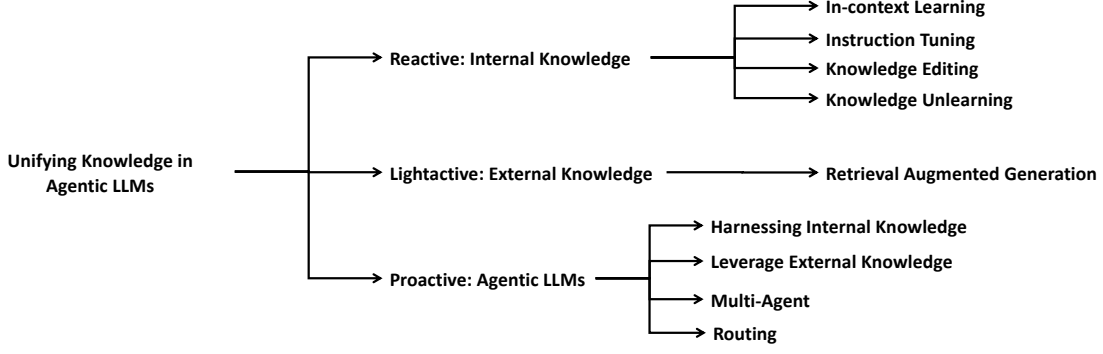 Unifying Knowledge in
Agentic LLMs
Reactive: Internal Knowledge
In-context Learning
Instruction Tuning
Knowledge Editing
Knowledge Unlearning
Lightactive: External Knowledge
Retrieval Augmented Generation
Proactive: Agentic LLMs
Harnessing Internal Knowledge
Leverage External Knowledge
Multi-Agent
Routing